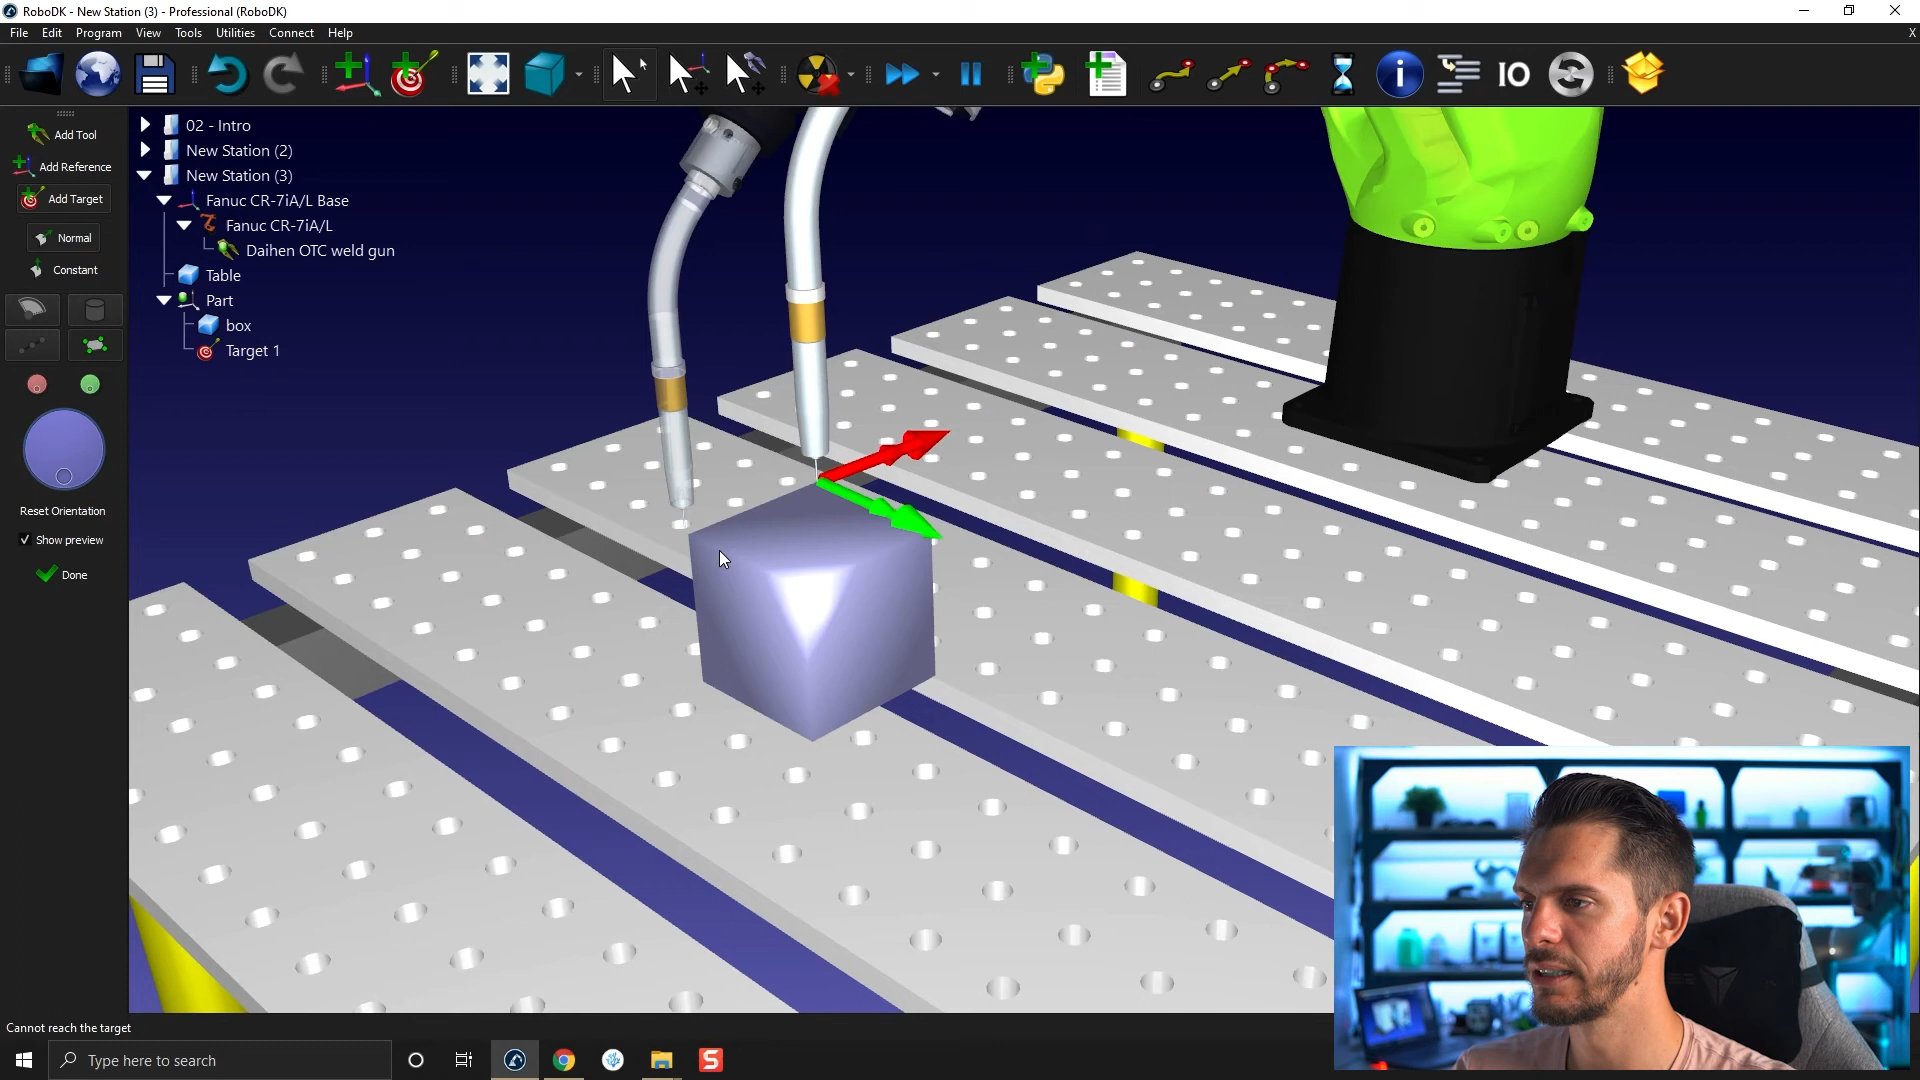 RoboDK - New Station (3) - Professional (RoboDK)
File Edit Program View Tools Utilities Connect Help
X
IO
Add Tool
Add Reference
Add Target
Normal
Constant
Reset Orientation
Show preview
Done
02 - Intro
New Station (2)
New Station (3)
Fanuc CR-7iA/L Base
Fanuc CR-7iA/L
Daihen OTC weld gun
Table
Part
box
Target 1
Cannot reach the target
Type here to search
S